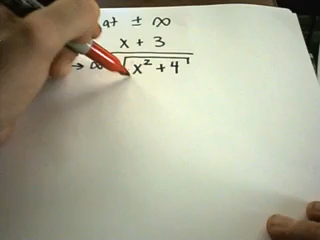 at ± ∞
x + 3
→ ∞ √x² + 4